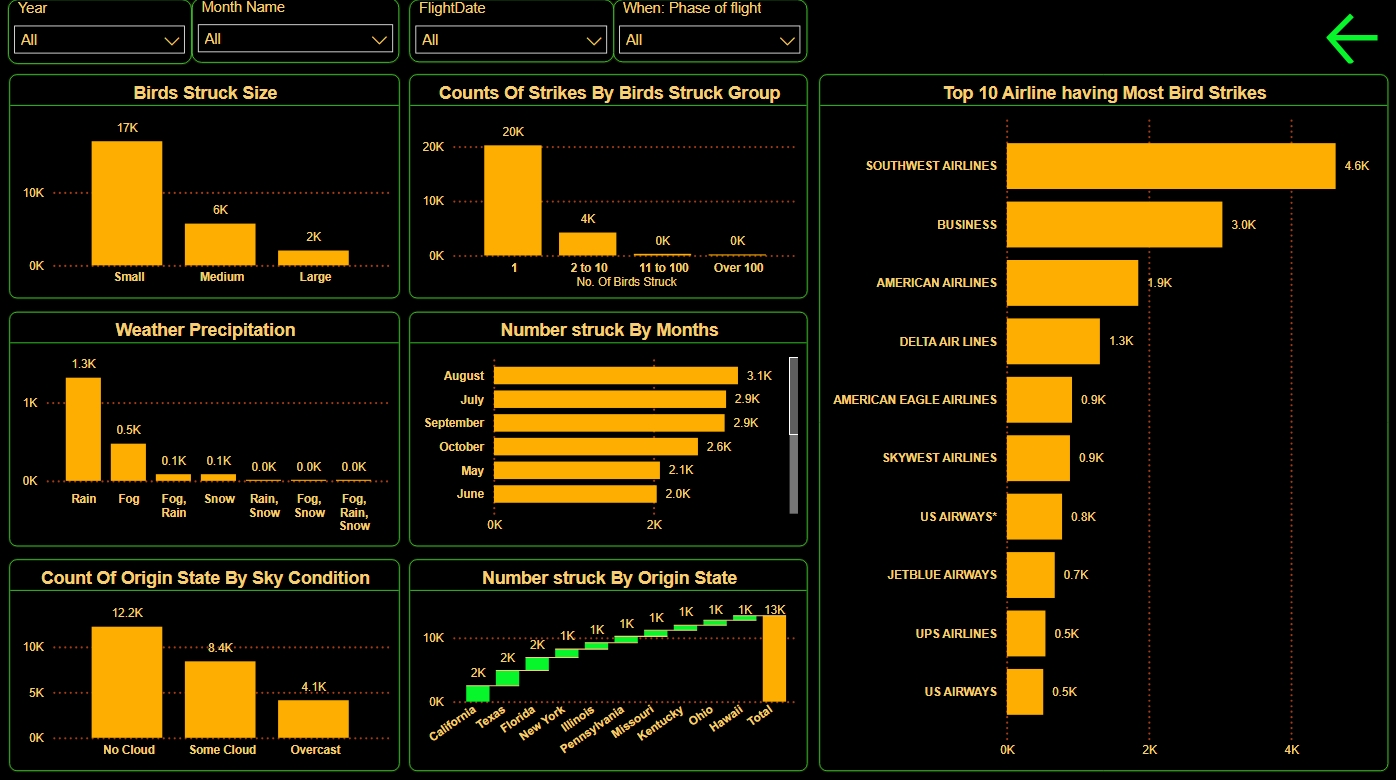 Year
Month Name
FlightDate
When: Phase of flight
All
All
All
All
Birds Struck Size
17K
6K
2K
10K
0K
Small
Medium
Large
Counts Of Strikes By Birds Struck Group
20K
4K
0K
0K
20K
10K
0K
1
2 to 10
11 to 100
Over 100
No. Of Birds Struck
Top 10 Airline having Most Bird Strikes
SOUTHWEST AIRLINES
4.6K
BUSINESS
3.0K
AMERICAN AIRLINES
1.9K
DELTA AIR LINES
1.3K
AMERICAN EAGLE AIRLINES
0.9K
SKYWEST AIRLINES
0.9K
US AIRWAYS*
0.8K
JETBLUE AIRWAYS
0.7K
UPS AIRLINES
0.5K
US AIRWAYS
0.5K
0K
2K
4K
Weather Precipitation
1.3K
0.5K
0.1K
0.1K
0.0K
0.0K
0.0K
1K
0K
Rain
Fog
Fog,
Rain
Snow
Rain,
Snow
Fog,
Snow
Fog,
Rain,
Snow
Number struck By Months
August
3.1K
July
2.9K
September
2.9K
October
2.6K
May
2.1K
June
2.0K
0K
2K
Count Of Origin State By Sky Condition
12.2K
8.4K
4.1K
10K
5K
0K
No Cloud
Some Cloud
Overcast
Number struck By Origin State
2K
2K
2K
1K
1K
1K
1K
1K
1K
1K
13K
10K
0K
California
Texas
Florida
New York
Illinois
Pennsylvania
Missouri
Kentucky
Ohio
Hawaii
Total